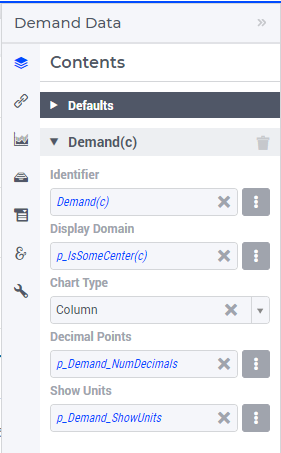 Demand Data »
Contents
Defaults
Demand(c)
Identifier
Demand(c)
Display Domain
p_IsSomeCenter(c)
Chart Type
Column
Decimal Points
p_Demand_NumDecimals
Show Units
p_Demand_ShowUnits